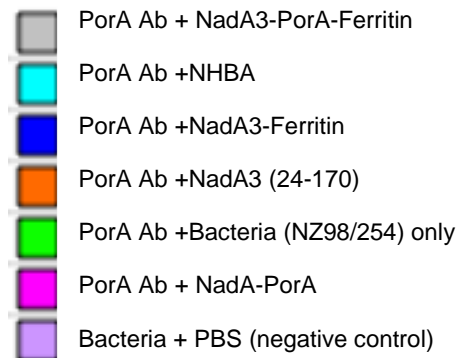 PorA Ab + NadA3-PorA-Ferritin
PorA Ab +NHBA
PorA Ab +NadA3-Ferritin
PorA Ab +NadA3 (24-170)
PorA Ab +Bacteria (NZ98/254) only
PorA Ab + NadA-PorA
Bacteria + PBS (negative control)